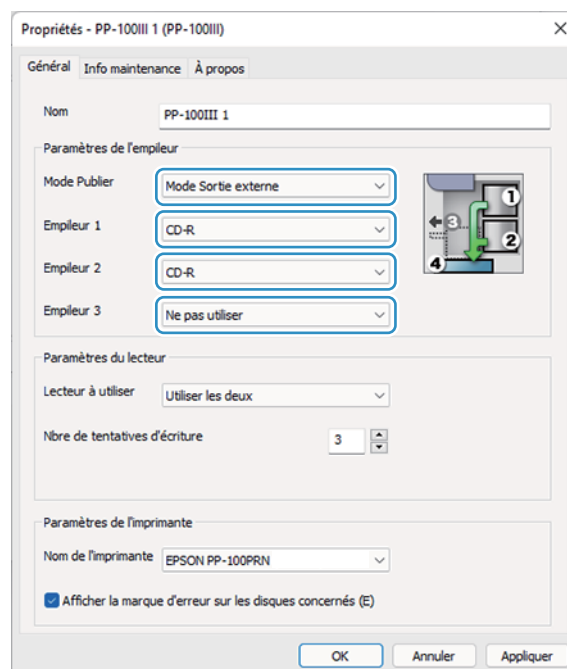 Propriétés - PP-100III 1 (PP-100III)
Général Info maintenance À propos
Nom PP-100III 1
Paramètres de l'empileur
Mode Publier Mode Sortie externe
Empileur 1 CD-R
Empileur 2 CD-R
Empileur 3 Ne pas utiliser
1
3
2
4
Paramètres du lecteur
Lecteur à utiliser Utiliser les deux
Nbre de tentatives d'écriture 3
Paramètres de l'imprimante
Nom de l'imprimante EPSON PP-100PRN
Afficher la marque d'erreur sur les disques concernés (E)
OK Annuler Appliquer